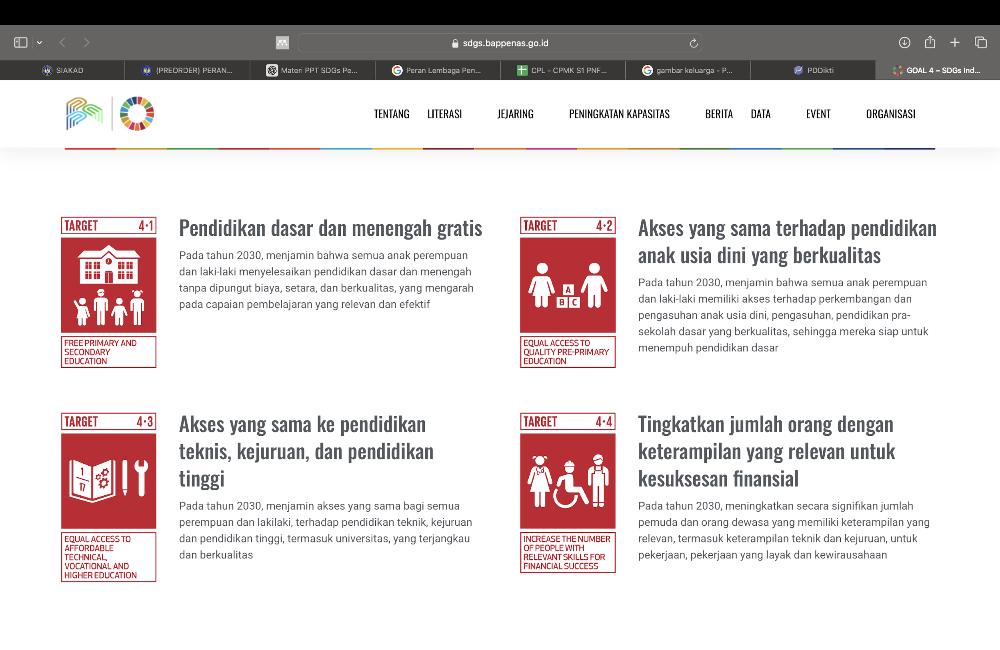 sdgs.bappenas.go.id
SIAKAD
(PREORDER) PERAN...
Materi PPT SDGs Pe...
Peran Lembaga Pen...
CPL - CPMK S1 PNF...
gambar keluarga - P...
PDDikti
GOAL 4 – SDGs Ind...
TENTANG
LITERASI
JEJARING
PENINGKATAN KAPASITAS
BERITA
DATA
EVENT
ORGANISASI
TARGET 4·1
FREE PRIMARY AND
SECONDARY
EDUCATION
Pendidikan dasar dan menengah gratis
Pada tahun 2030, menjamin bahwa semua anak perempuan
dan laki-laki menyelesaikan pendidikan dasar dan menengah
tanpa dipungut biaya, setara, dan berkualitas, yang mengarah
pada capaian pembelajaran yang relevan dan efektif
TARGET 4·2
A
B C
EQUAL ACCESS TO
QUALITY PRE-PRIMARY
EDUCATION
Akses yang sama terhadap pendidikan
anak usia dini yang berkualitas
Pada tahun 2030, menjamin bahwa semua anak perempuan
dan laki-laki memiliki akses terhadap perkembangan dan
pengasuhan anak usia dini, pengasuhan, pendidikan pra-
sekolah dasar yang berkualitas, sehingga mereka siap untuk
menempuh pendidikan dasar
TARGET 4·3
1
17
EQUAL ACCESS TO
AFFORDABLE
TECHNICAL,
VOCATIONAL AND
HIGHER EDUCATION
Akses yang sama ke pendidikan
teknis, kejuruan, dan pendidikan
tinggi
Pada tahun 2030, menjamin akses yang sama bagi semua
perempuan dan lakilaki, terhadap pendidikan teknik, kejuruan
dan pendidikan tinggi, termasuk universitas, yang terjangkau
dan berkualitas
TARGET 4·4
INCREASE THE NUMBER
OF PEOPLE WITH
RELEVANT SKILLS FOR
FINANCIAL SUCCESS
Tingkatkan jumlah orang dengan
keterampilan yang relevan untuk
kesuksesan finansial
Pada tahun 2030, meningkatkan secara signifikan jumlah
pemuda dan orang dewasa yang memiliki keterampilan yang
relevan, termasuk keterampilan teknik dan kejuruan, untuk
pekerjaan, pekerjaan yang layak dan kewirausahaan